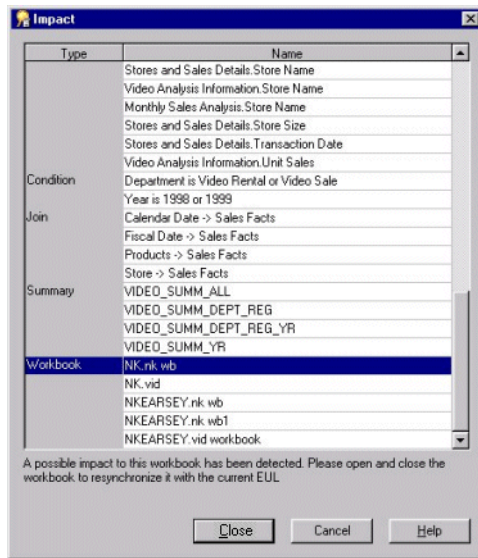 Impact
Type Name
Stores and Sales Details.Store Name
Video Analysis Information.Store Name
Monthly Sales Analysis.Store Name
Stores and Sales Details.Store Size
Stores and Sales Details.Transaction Date
Video Analysis Information.Unit Sales
Condition Department is Video Rental or Video Sale
Year is 1998 or 1999
Join Calendar Date -> Sales Facts
Fiscal Date -> Sales Facts
Products -> Sales Facts
Store -> Sales Facts
Summary VIDEO_SUMM_ALL
VIDEO_SUMM_DEPT_REG
VIDEO_SUMM_DEPT_REG_YR
VIDEO_SUMM_YR
Workbook NK.nk wb
NK.vid
NKEARSEY.nk wb
NKEARSEY.nk wb1
NKEARSEY.vid workbook
A possible impact to this workbook has been detected. Please open and close the
workbook to resynchronize it with the current EUL
Close Cancel Help